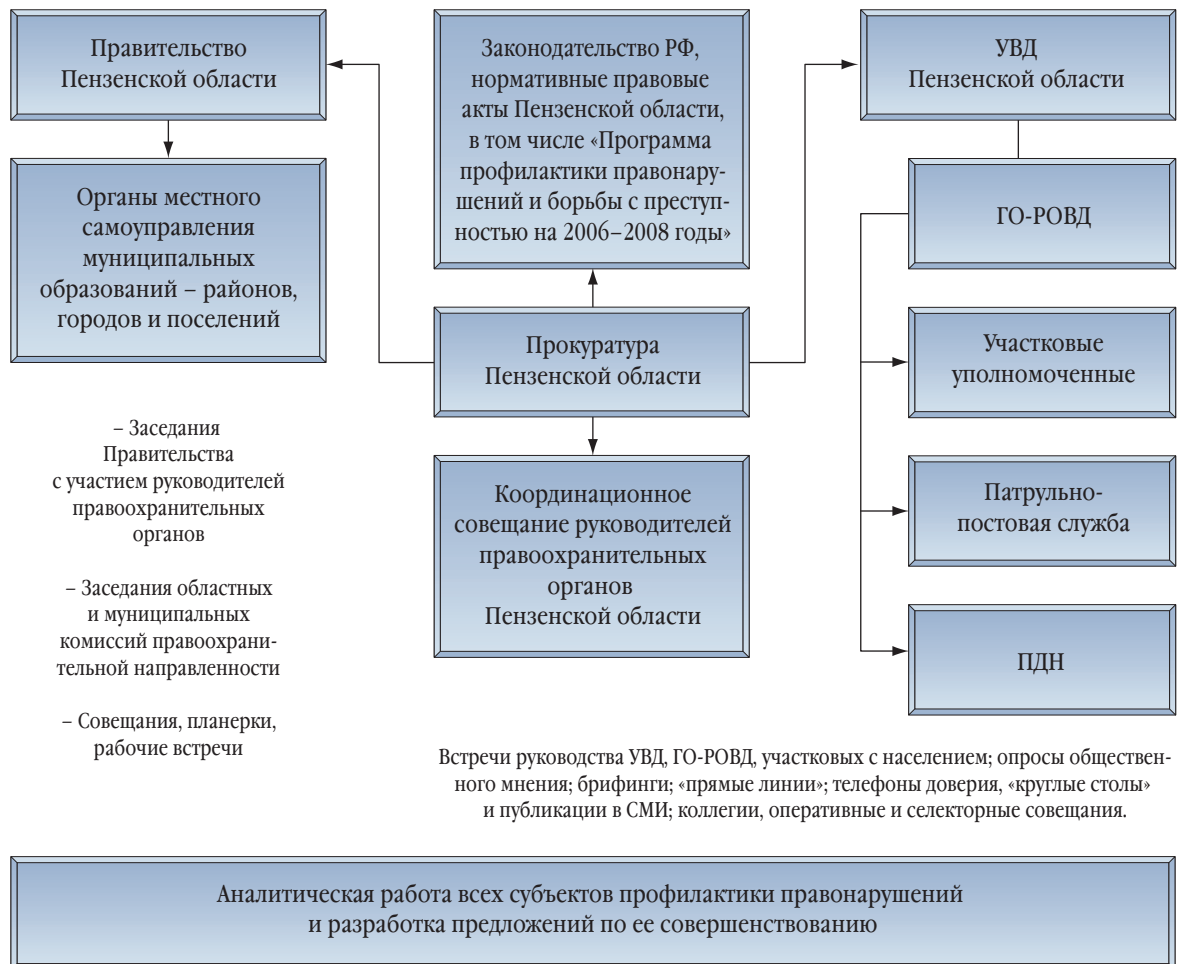 Правительство
Пензенской области
Органы местного
самоуправления
муниципальных
образований – районов,
городов и поселений
– Заседания
Правительства
с участием руководителей
правоохранительных
органов
– Заседания областных
и муниципальных
комиссий правоохрани-
тельной направленности
– Совещания, планерки,
рабочие встречи
Законодательство РФ,
нормативные правовые
акты Пензенской области,
в том числе «Программа
профилактики правонару-
шений и борьбы с преступ-
ностью на 2006–2008 годы»
Прокуратура
Пензенской области
Координационное
совещание руководителей
правоохранительных
органов
Пензенской области
УВД
Пензенской области
ГО-РОВД
Участковые
уполномоченные
Патрульно-
постовая служба
ПДН
Встречи руководства УВД, ГО-РОВД, участковых с населением; опросы обществен-
ного мнения; брифинги; «прямые линии»; телефоны доверия, «круглые столы»
и публикации в СМИ; коллегии, оперативные и селекторные совещания.
Аналитическая работа всех субъектов профилактики правонарушений
и разработка предложений по ее совершенствованию